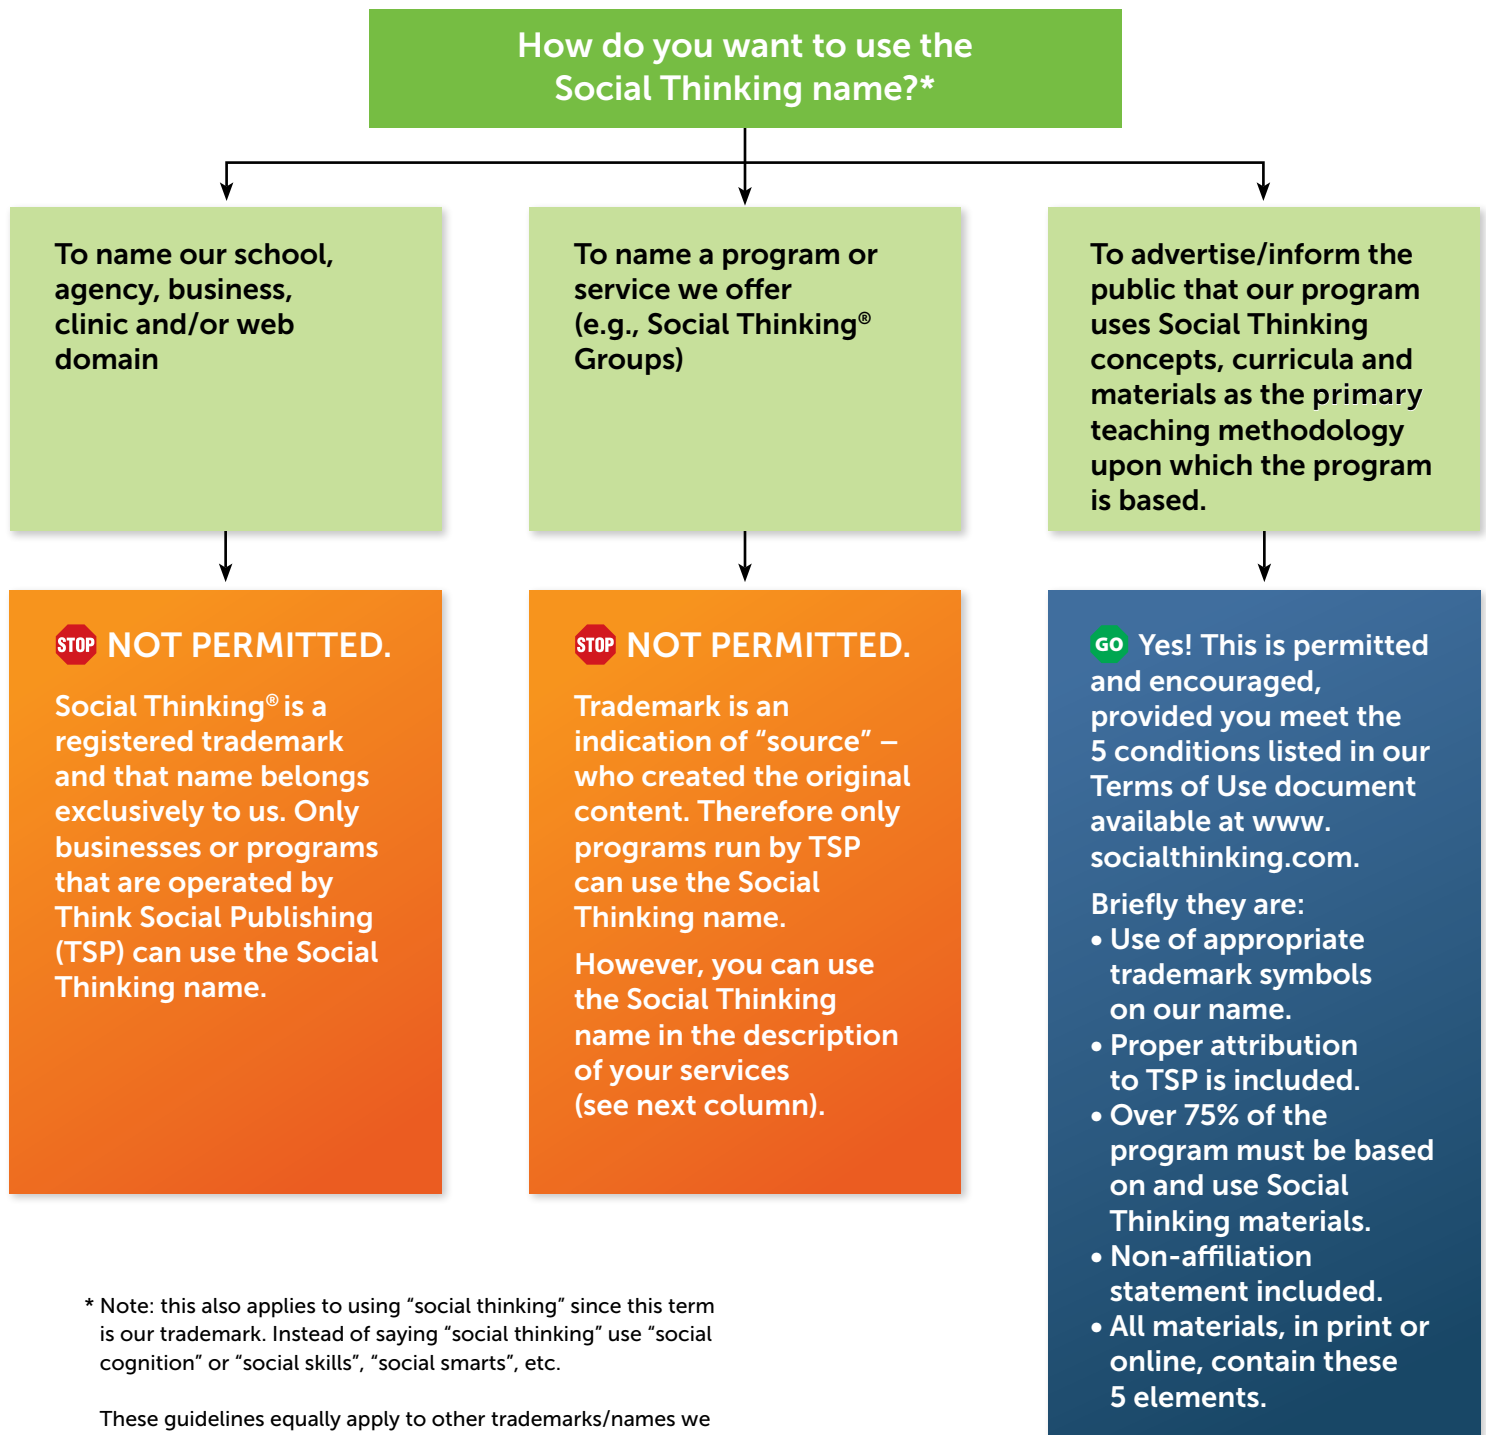 How do you want to use the
Social Thinking name?*
To name our school,
agency, business,
clinic and/or web
domain
To name a program or
service we offer
(e.g., Social Thinking®
Groups)
To advertise/inform the
public that our program
uses Social Thinking
concepts, curricula and
materials as the primary
teaching methodology
upon which the program
is based.
STOP NOT PERMITTED.
Social Thinking® is a
registered trademark
and that name belongs
exclusively to us. Only
businesses or programs
that are operated by
Think Social Publishing
(TSP) can use the Social
Thinking name.
STOP NOT PERMITTED.
Trademark is an
indication of “source” –
who created the original
content. Therefore only
programs run by TSP
can use the Social
Thinking name.
However, you can use
the Social Thinking
name in the description
of your services
(see next column).
GO Yes! This is permitted
and encouraged,
provided you meet the
5 conditions listed in our
Terms of Use document
available at www.
socialthinking.com.
Briefly they are:
• Use of appropriate
trademark symbols
on our name.
• Proper attribution
to TSP is included.
• Over 75% of the
program must be based
on and use Social
Thinking materials.
• Non-affiliation
statement included.
• All materials, in print or
online, contain these
5 elements.
* Note: this also applies to using “social thinking” since this term
is our trademark. Instead of saying “social thinking” use “social
cognition” or “social skills”, “social smarts”, etc.
These guidelines equally apply to other trademarks/names we